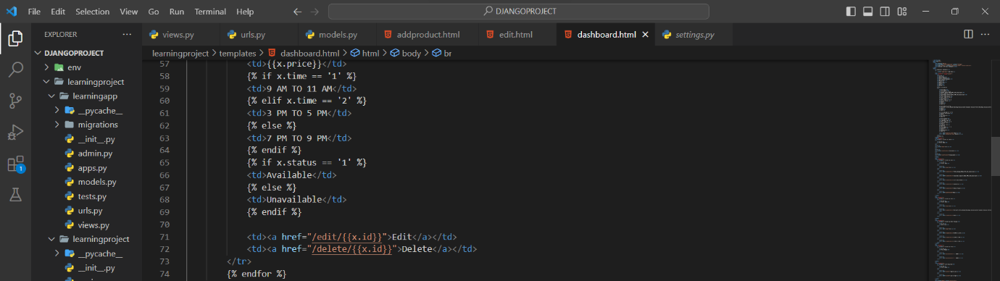 File Edit Selection View Go Run Terminal Help DJANGOPROJECT
EXPLORER
views.py urls.py models.py addproduct.html edit.html dashboard.html settings.py
DJANGOPROJECT
env
learningproject
learningapp
__pycache__
migrations
__init__.py
admin.py
apps.py
models.py
tests.py
urls.py
views.py
learningproject
__pycache__
__init__.py
1
learningproject > templates > dashboard.html > html > body > br
57 <td>{{x.price}}</td>
58 {% if x.time == '1' %}
59 <td>9 AM TO 11 AM</td>
60 {% elif x.time == '2' %}
61 <td>3 PM TO 5 PM</td>
62 {% else %}
63 <td>7 PM TO 9 PM</td>
64 {% endif %}
65 {% if x.status == '1' %}
66 <td>Available</td>
67 {% else %}
68 <td>Unavailable</td>
69 {% endif %}
70
71 <td><a href="/edit/{{x.id}}">Edit</a></td>
72 <td><a href="/delete/{{x.id}}">Delete</a></td>
73 </tr>
74 {% endfor %}